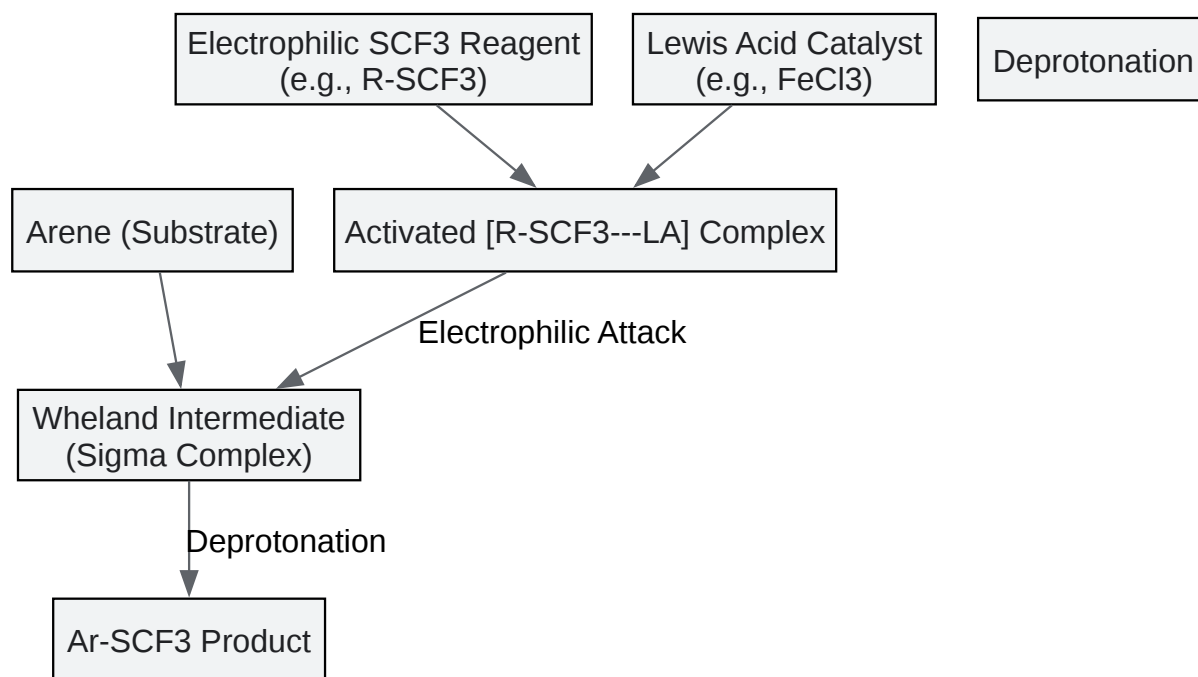 Electrophilic SCF3 Reagent
(e.g., R-SCF3)
Lewis Acid Catalyst
(e.g., FeCl3)
Deprotonation
Arene (Substrate)
Activated [R-SCF3---LA] Complex
Electrophilic Attack
Wheland Intermediate
(Sigma Complex)
Deprotonation
Ar-SCF3 Product